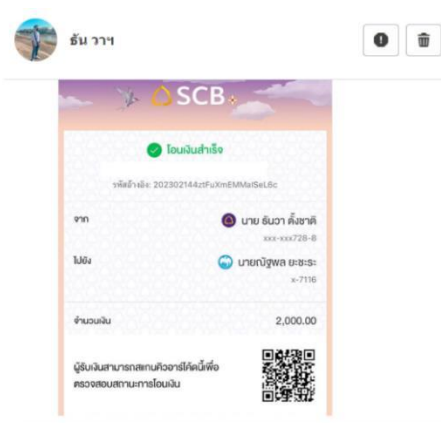 ธัน วาฯ
SCB
โอนเงินสำเร็จ
รหัสอ้างอิง: 202302144ztFuXmEMMaISeL6c
จาก
นาย ธันวา ตั้งชาติ
xxx-xxx728-8
ไปยัง
นายณัฐพล ยะชะระ
x-7116
จำนวนเงิน
2,000.00
ผู้รับเงินสามารถสแกนคิวอาร์โค้ดนี้เพื่อ
ตรวจสอบสถานะการโอนเงิน